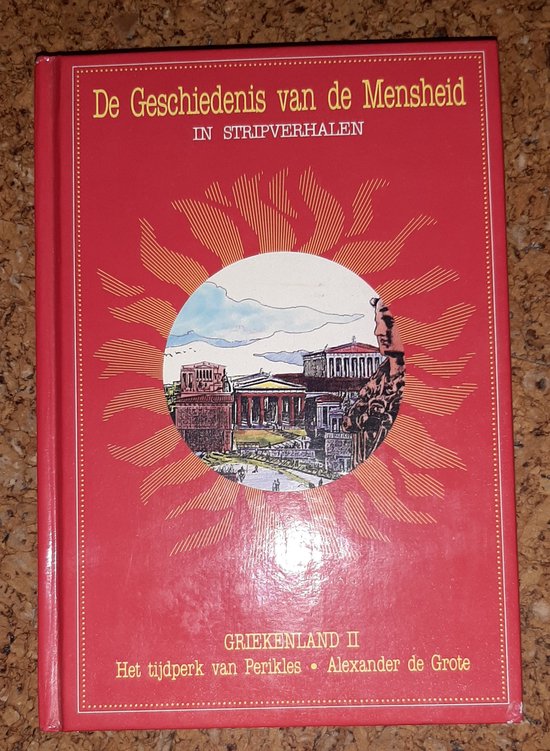 De Geschiedenis van de Mensheid
IN STRIPVERHALEN
GRIEKENLAND II
Het tijdperk van Perikles • Alexander de Grote